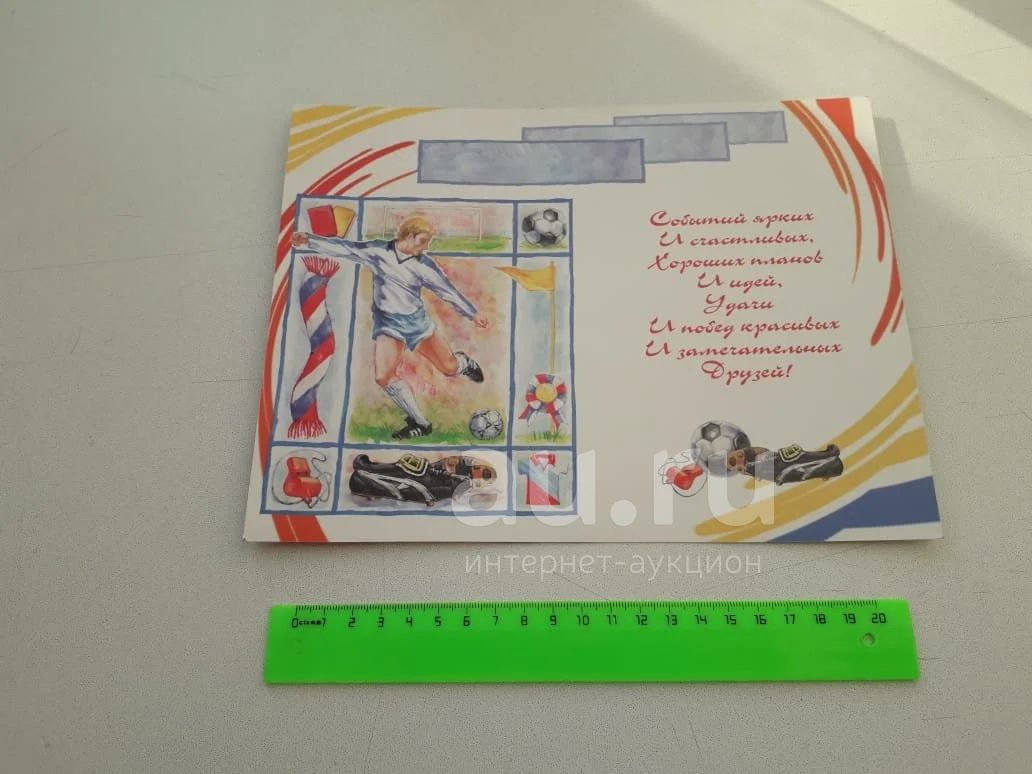 Событий ярких
И счастливых,
Хороших планов
И идей,
Удачи
И побед красивых
И замечательных
Друзей!
au.ru
интернет-аукцион
0 1 2 3 4 5 6 7 8 9 10 11 12 13 14 15 16 17 18 19 20